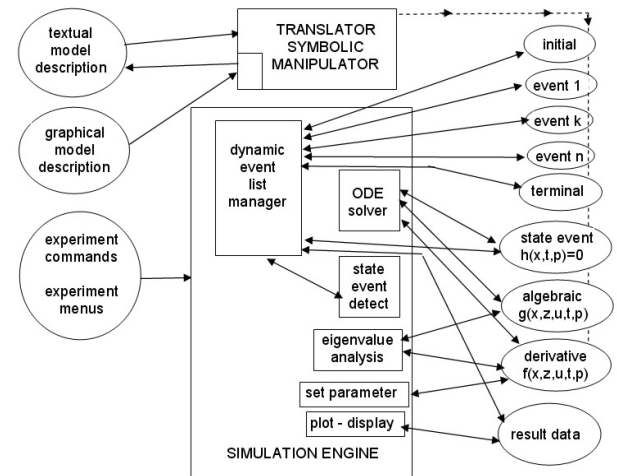 textual
model
description
TRANSLATOR
SYMBOLIC
MANIPULATOR
initial
event 1
event k
event n
terminal
graphical
model
description
dynamic
event
list
manager
ODE
solver
experiment
commands
experiment
menus
state
event
detect
state event
h(x,t,p)=0
algebraic
g(x,z,u,t,p)
eigenvalue
analysis
derivative
f(x,z,u,t,p)
set parameter
plot - display
result data
SIMULATION ENGINE